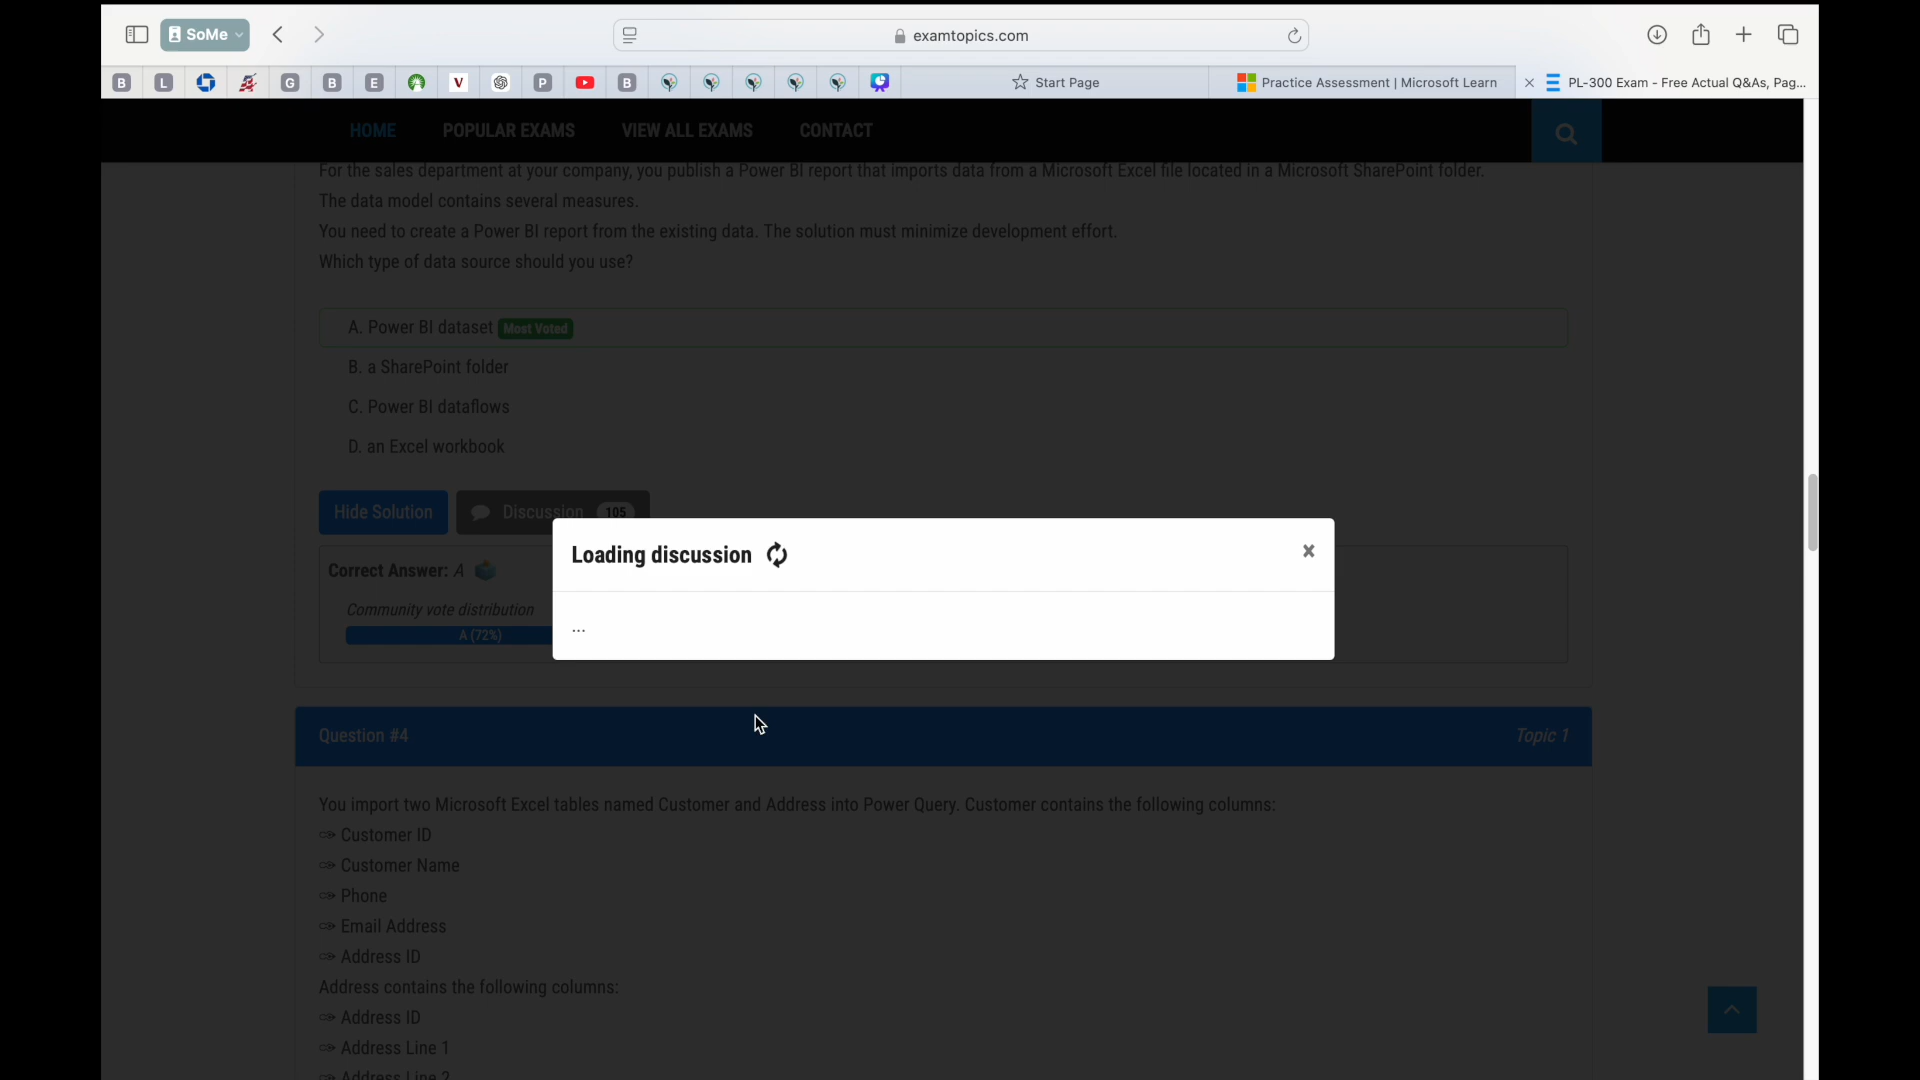 SoMe
examtopics.com
B L G B E V P B Start Page Practice Assessment | Microsoft Learn PL-300 Exam - Free Actual Q&As, Pag...
HOME POPULAR EXAMS VIEW ALL EXAMS CONTACT
For the sales department at your company, you publish a Power BI report that imports data from a Microsoft Excel file located in a Microsoft SharePoint folder.
The data model contains several measures.
You need to create a Power BI report from the existing data. The solution must minimize development effort.
Which type of data source should you use?
A. Power BI dataset Most Voted
B. a SharePoint folder
C. Power BI dataflows
D. an Excel workbook
Hide Solution Discussion 105
Loading discussion ×
...
Correct Answer: A
Community vote distribution
A (72%)
Question #4 Topic 1
You import two Microsoft Excel tables named Customer and Address into Power Query. Customer contains the following columns:
✑ Customer ID
✑ Customer Name
✑ Phone
✑ Email Address
✑ Address ID
Address contains the following columns:
✑ Address ID
✑ Address Line 1
✑ Address Line 2